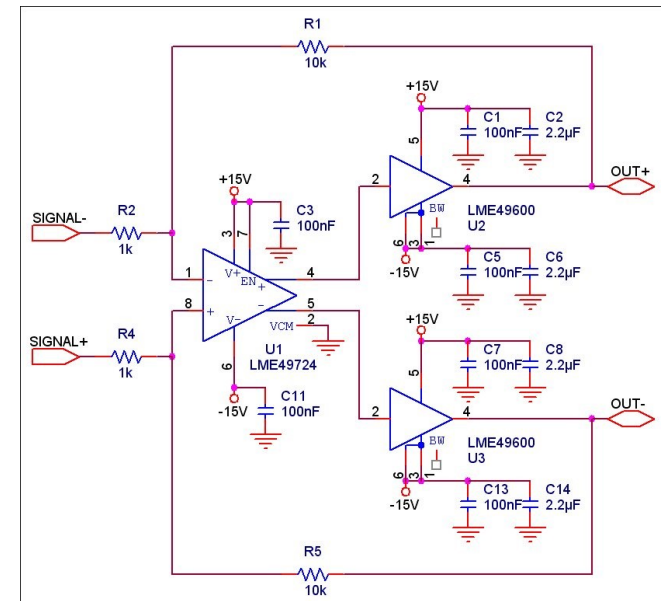 R1
10k
+15V
C1
100nF
C2
2.2µF
5
2
4
OUT+
BW
LME49600
U2
6
3
1
-15V
C5
100nF
C6
2.2µF
+15V
C3
100nF
3
7
SIGNAL-
R2
1k
1
-
V+
EN
+
4
8
+
-
5
VCM
2
V-
SIGNAL+
R4
1k
U1
LME49724
6
C11
100nF
-15V
+15V
C7
100nF
C8
2.2µF
5
2
4
OUT-
BW
LME49600
U3
6
3
1
-15V
C13
100nF
C14
2.2µF
R5
10k